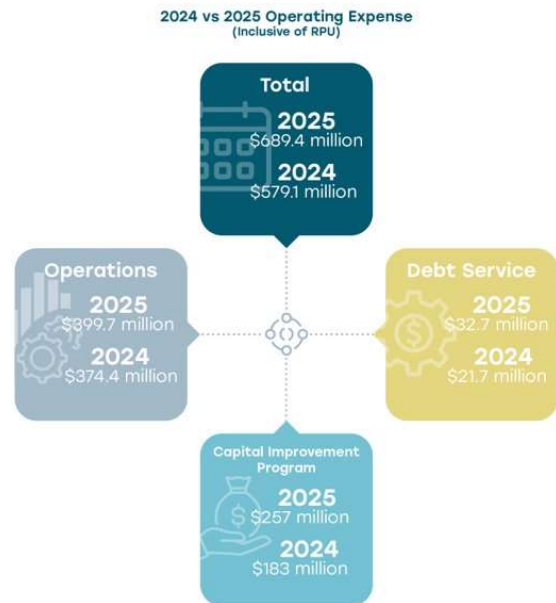 2024 vs 2025 Operating Expense
(Inclusive of RPU)
Total
2025
$689.4 million
2024
$579.1 million
Operations
2025
$399.7 million
2024
$374.4 million
Debt Service
2025
$32.7 million
2024
$21.7 million
Capital Improvement
Program
2025
$257 million
2024
$183 million